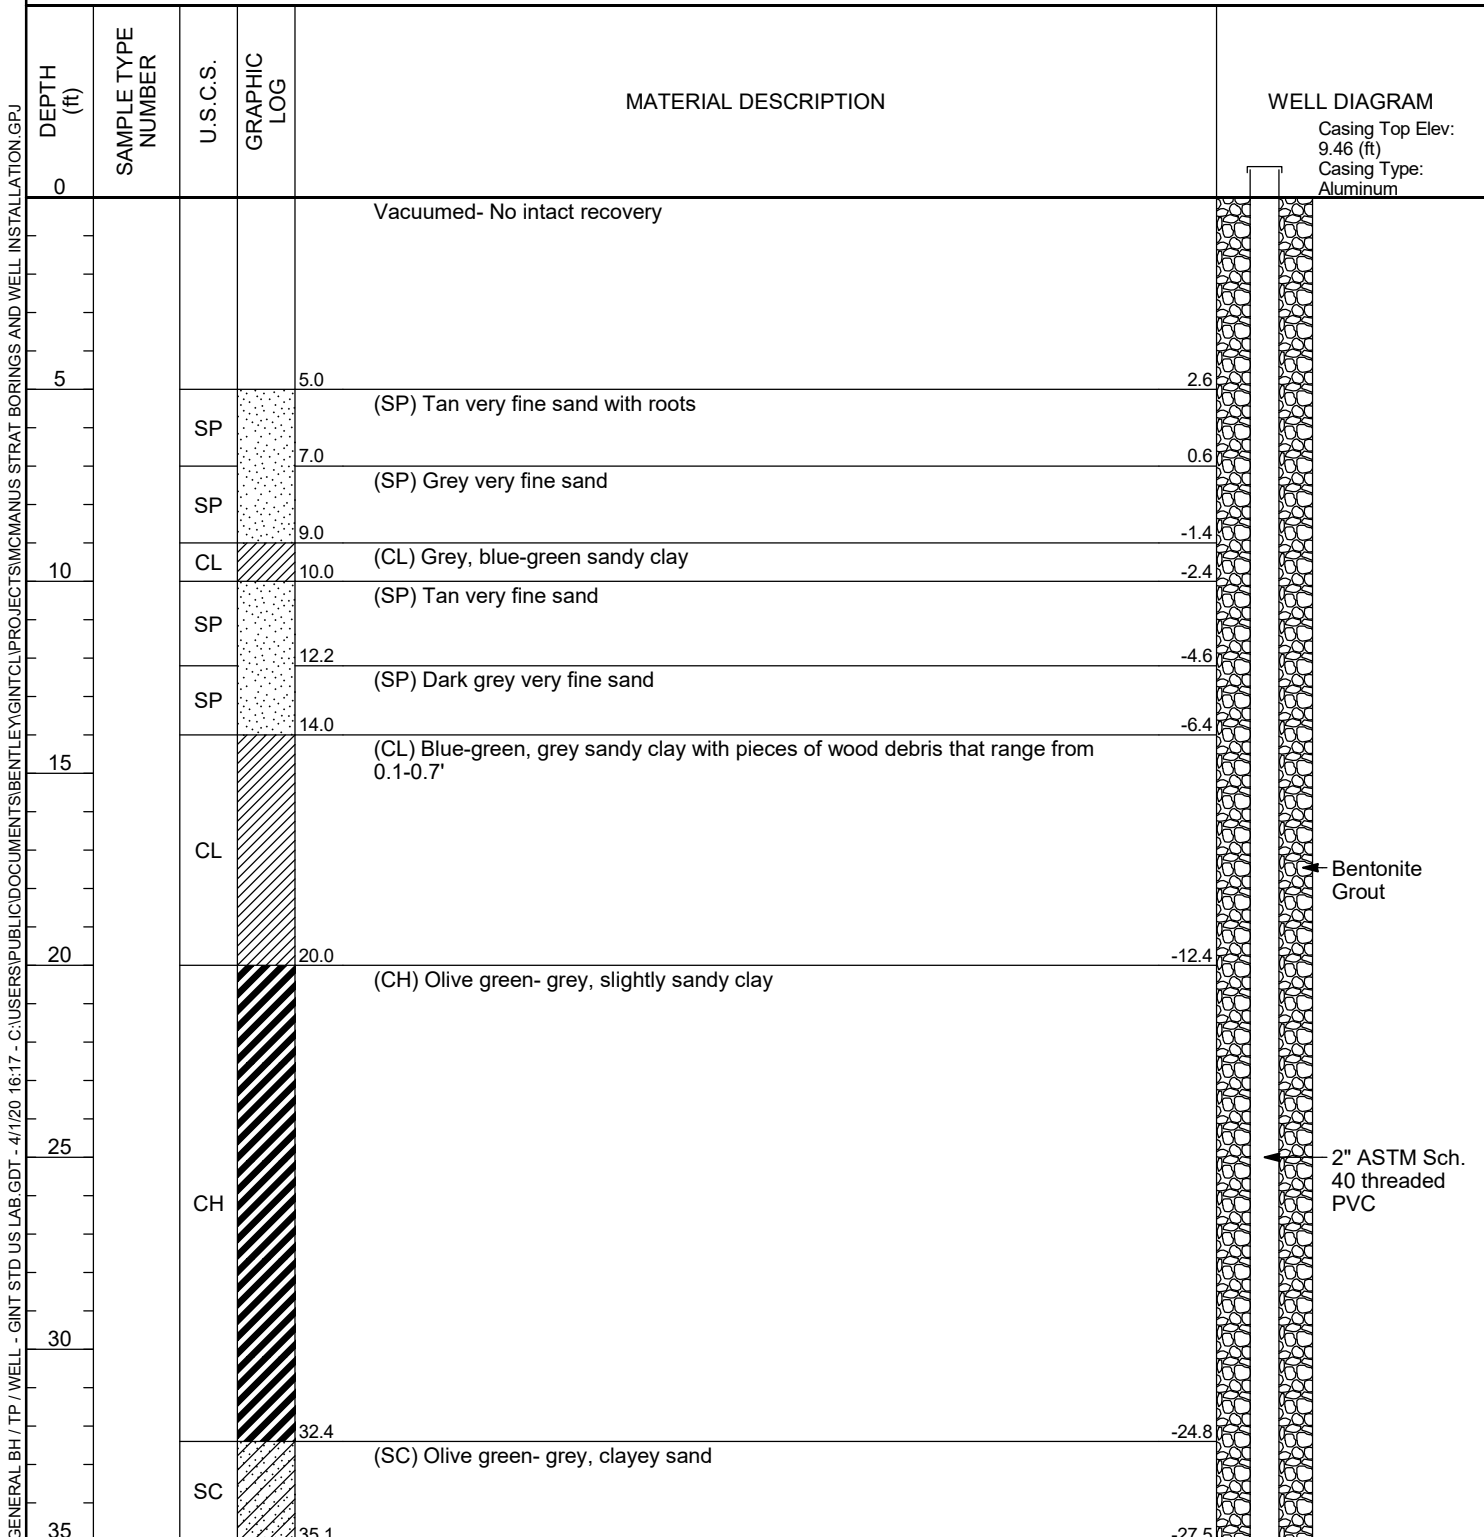 DEPTH
(ft)
SAMPLE TYPE
NUMBER
U.S.C.S.
GRAPHIC
LOG
MATERIAL DESCRIPTION
WELL DIAGRAM
Casing Top Elev:
9.46 (ft)
Casing Type:
Aluminum
0
Vacuumed- No intact recovery
5
5.0
2.6
SP
(SP) Tan very fine sand with roots
7.0
0.6
SP
(SP) Grey very fine sand
9.0
-1.4
CL
(CL) Grey, blue-green sandy clay
10
10.0
-2.4
SP
(SP) Tan very fine sand
12.2
-4.6
SP
(SP) Dark grey very fine sand
14.0
-6.4
(CL) Blue-green, grey sandy clay with pieces of wood debris that range from
0.1-0.7'
15
CL
Bentonite
Grout
20
20.0
-12.4
(CH) Olive green- grey, slightly sandy clay
25
2" ASTM Sch.
40 threaded
PVC
CH
30
32.4
-24.8
(SC) Olive green- grey, clayey sand
SC
35
35.1
-27.5
GENERAL BH / TP / WELL - GINT STD US LAB.GDT - 4/1/20 16:17 - C:\USERS\PUBLIC\DOCUMENTS\BENTLEY\GINTCL\PROJECTS\MCMANUS STRAT BORINGS AND WELL INSTALLATION.GPJ